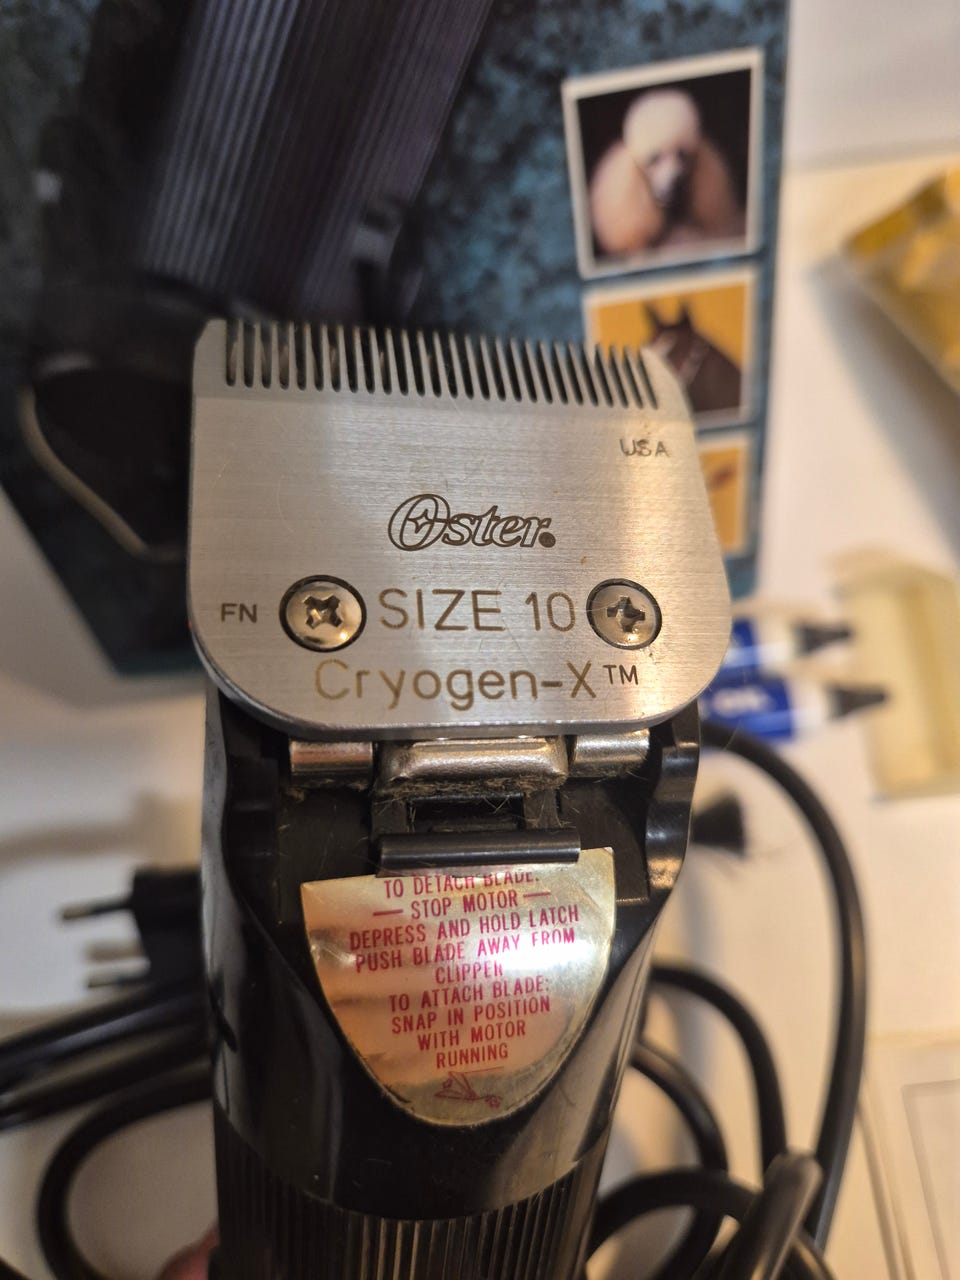 USA
Oster
FN SIZE 10
Cryogen-X™
TO DETACH BLADE:
— STOP MOTOR —
DEPRESS AND HOLD LATCH
PUSH BLADE AWAY FROM
CLIPPER
TO ATTACH BLADE:
SNAP IN POSITION
WITH MOTOR
RUNNING